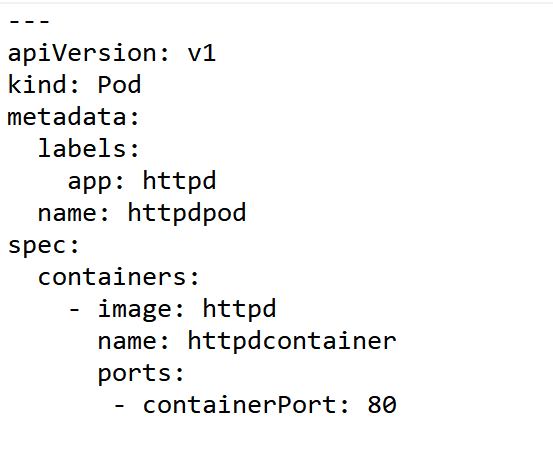 ---
apiVersion: v1
kind: Pod
metadata:
  labels:
    app: httpd
  name: httpdpod
spec:
  containers:
    - image: httpd
      name: httpdcontainer
      ports:
       - containerPort: 80